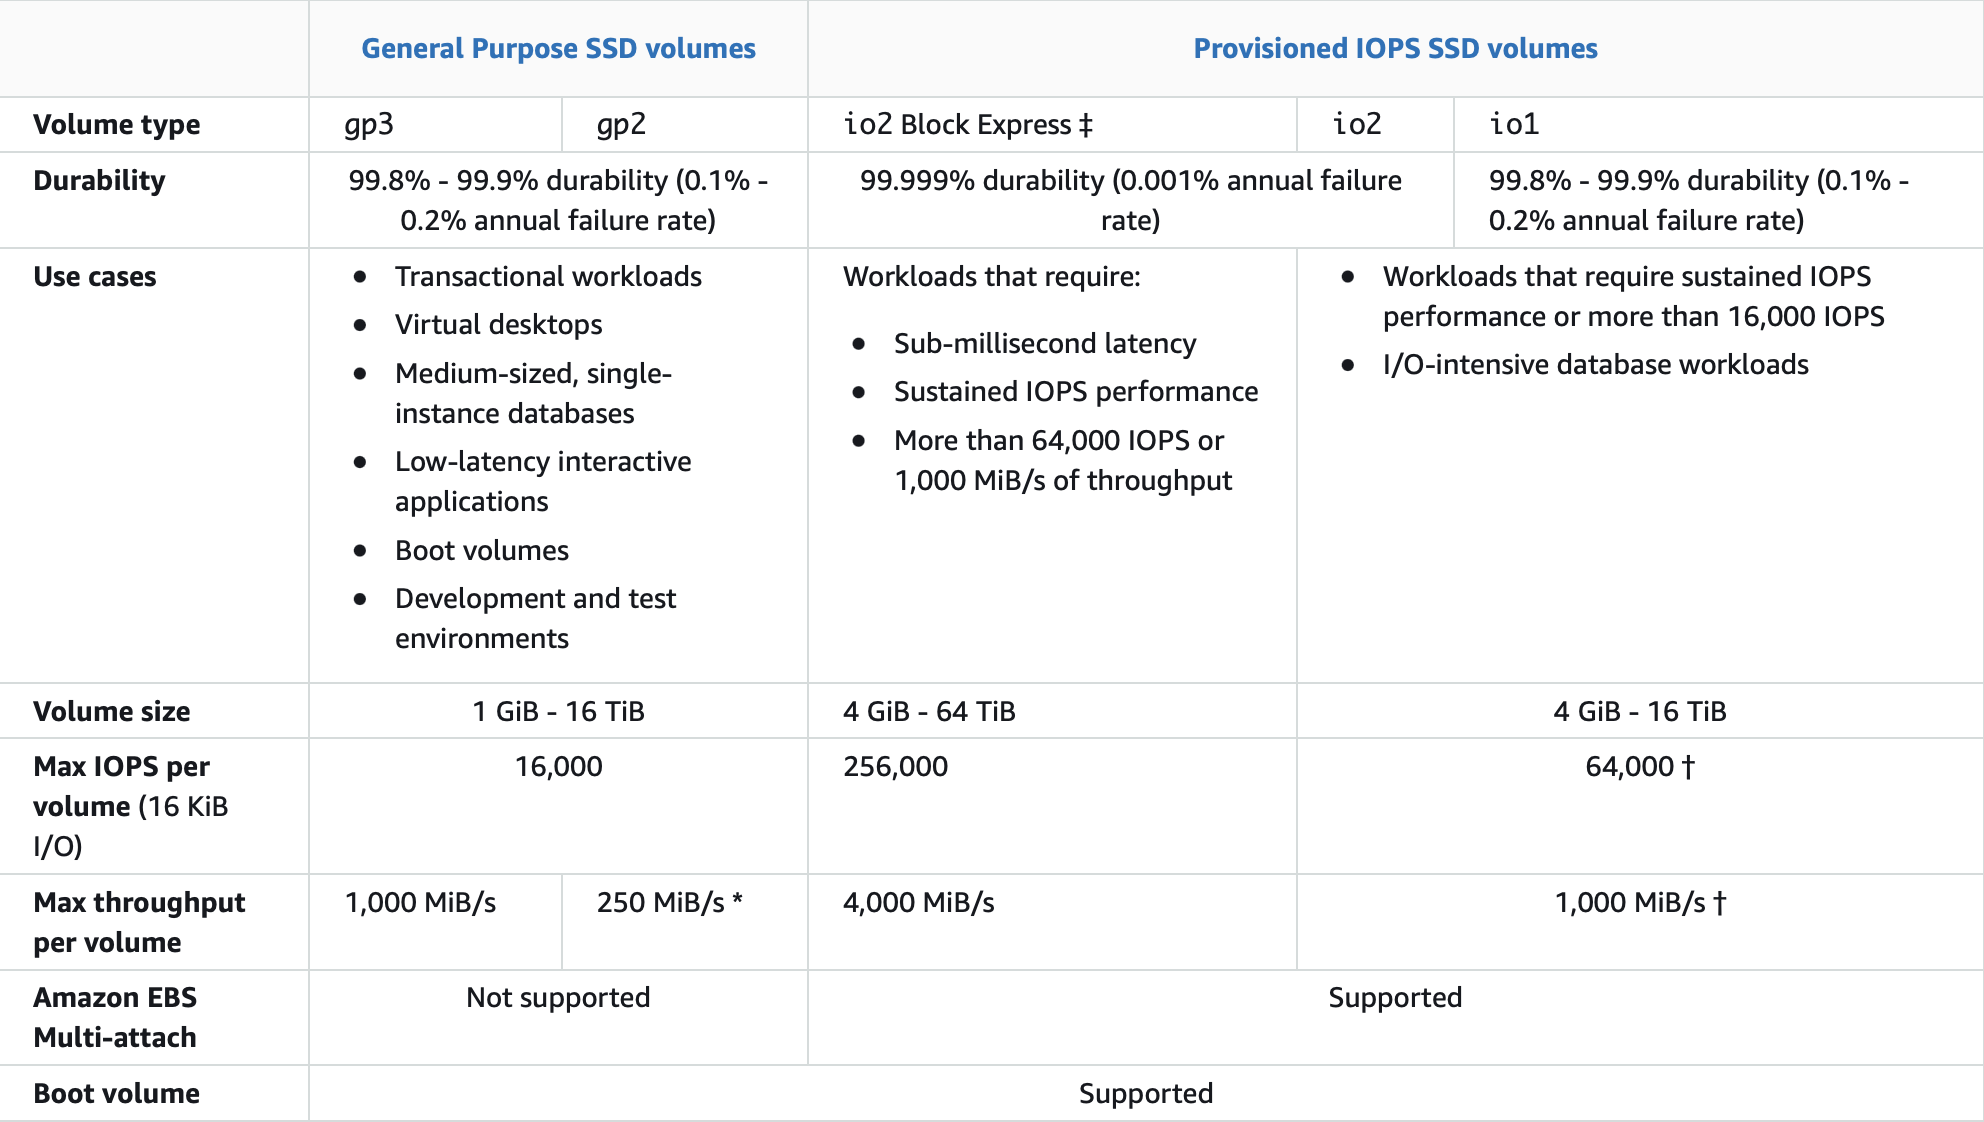 General Purpose SSD volumes
Provisioned IOPS SSD volumes
Volume type
gp3
gp2
io2 Block Express ‡
io2
io1
Durability
99.8% - 99.9% durability (0.1% -
0.2% annual failure rate)
99.999% durability (0.001% annual failure
rate)
99.8% - 99.9% durability (0.1% -
0.2% annual failure rate)
Use cases
● Transactional workloads
● Virtual desktops
● Medium-sized, single-
instance databases
● Low-latency interactive
applications
● Boot volumes
● Development and test
environments
Workloads that require:
● Sub-millisecond latency
● Sustained IOPS performance
● More than 64,000 IOPS or
1,000 MiB/s of throughput
● Workloads that require sustained IOPS
performance or more than 16,000 IOPS
● I/O-intensive database workloads
Volume size
1 GiB - 16 TiB
4 GiB - 64 TiB
4 GiB - 16 TiB
Max IOPS per
volume (16 KiB
I/O)
16,000
256,000
64,000 †
Max throughput
per volume
1,000 MiB/s
250 MiB/s *
4,000 MiB/s
1,000 MiB/s †
Amazon EBS
Multi-attach
Not supported
Supported
Boot volume
Supported